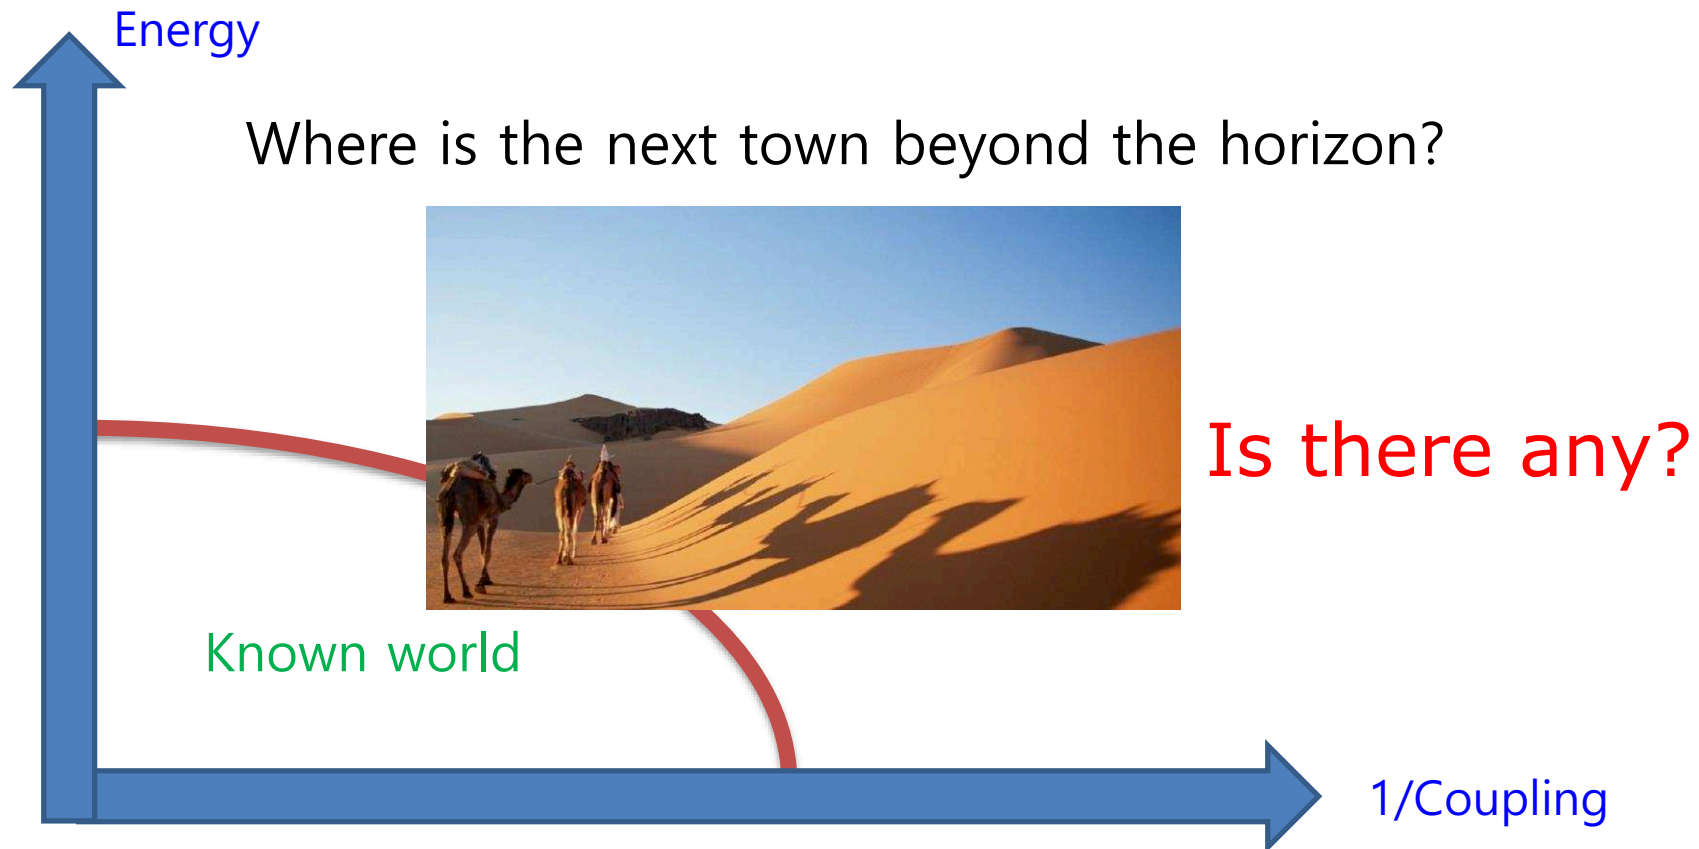 Energy
Where is the next town beyond the horizon?
Is there any?
Known world
1/Coupling